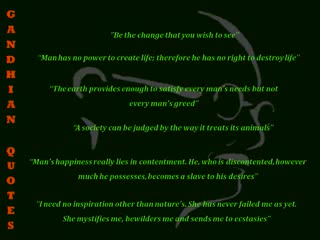 GANDHIAN QUOTES
"Be the change that you wish to see"
"Man has no power to create life; therefore he has no right to destroy life"
"The earth provides enough to satisfy every man's needs but not
every man's greed"
"A society can be judged by the way it treats its animals"
"Man's happiness really lies in contentment. He, who is discontented, however
much he possesses, becomes a slave to his desires"
"I need no inspiration other than nature's. She has never failed me as yet.
She mystifies me, bewilders me and sends me to ecstasies"